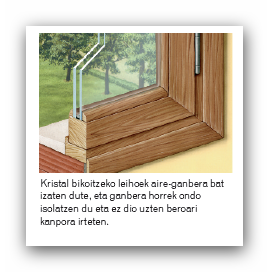 Kristal bikoitzeko leihoek aire-ganbera bat
izaten dute, eta ganbera horrek ondo
isolatzen du eta ez dio uzten beroari
kanpora irteten.